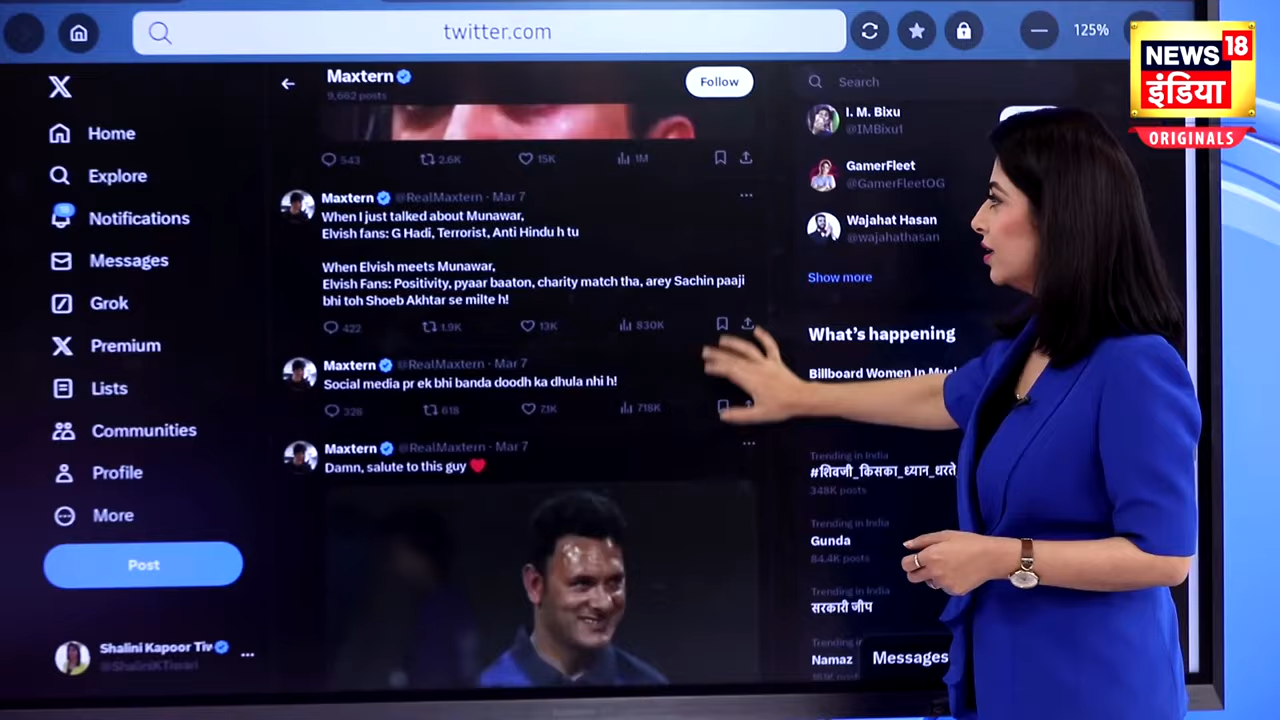 twitter.com
125%
NEWS 18
इंडिया
ORIGINALS
X
Home
Explore
Notifications
Messages
Grok
Premium
Lists
Communities
Profile
More
Post
Shalini Kapoor Tiw
@ShaliniKTiwari
Maxtern
9,662 posts
Follow
543 2.6K 15K 1M
Maxtern @RealMaxtern · Mar 7
When I just talked about Munawar,
Elvish fans: G Hadi, Terrorist, Anti Hindu h tu
When Elvish meets Munawar,
Elvish Fans: Positivity, pyaar baaton, charity match tha, arey Sachin paaji
bhi toh Shoeb Akhtar se milte h!
422 1.9K 13K 830K
Maxtern @RealMaxtern · Mar 7
Social media pr ek bhi banda doodh ka dhula nhi h!
326 618 7.1K 718K
Maxtern @RealMaxtern · Mar 7
Damn, salute to this guy
Search
I. M. Bixu
@IMBixu1
GamerFleet
@GamerFleetOG
Wajahat Hasan
@wajahathasan
Show more
What's happening
Billboard Women In
Trending in India
#शिवजी_किसका_ध्यान_धरते
348K posts
Trending in India
Gunda
84.4K posts
Trending in India
सरकारी जीप
Trending
Namaz
Messages